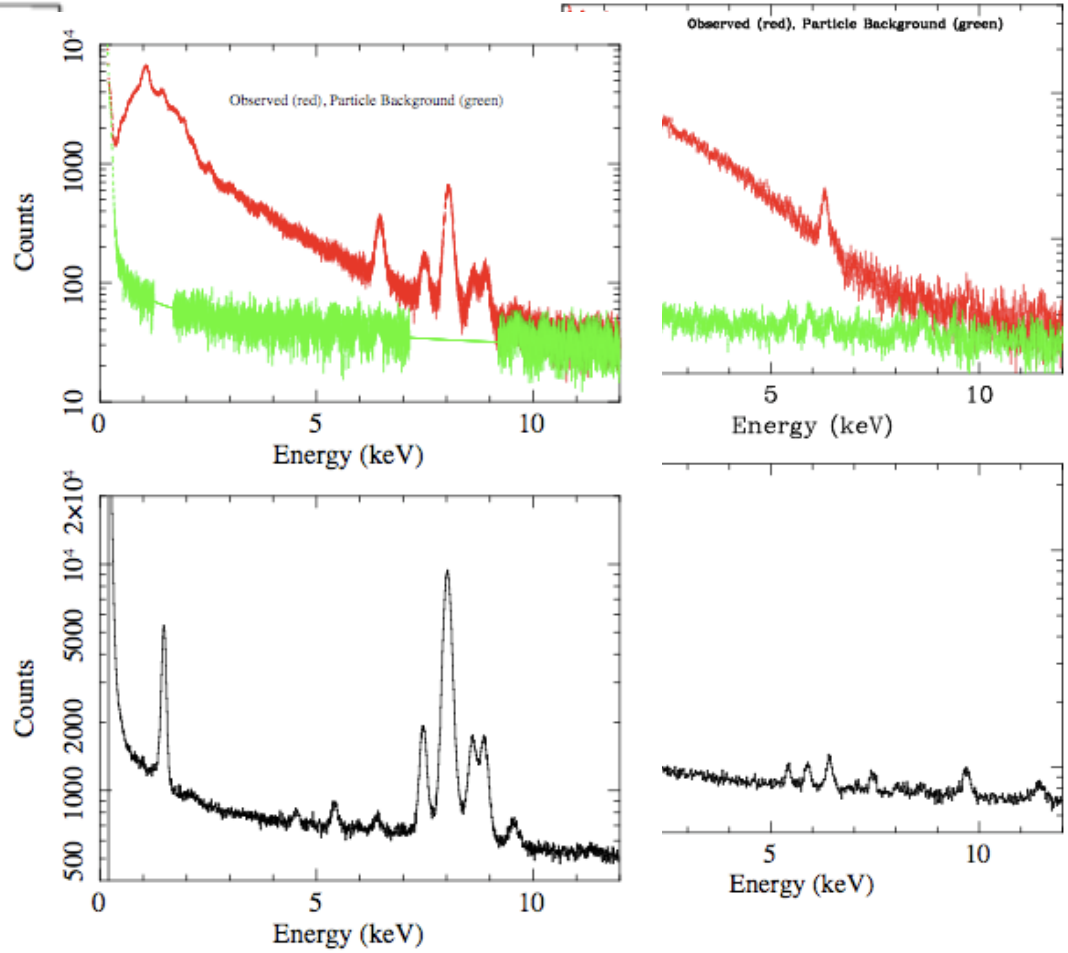 Observed (red), Particle Background (green)
10⁴
1000
100
10
Counts
Observed (red), Particle Background (green)
0
5
10
Energy (keV)
5
10
Energy (keV)
2×10⁴
10⁴
5000
2000
1000
500
Counts
0
5
10
Energy (keV)
5
10
Energy (keV)